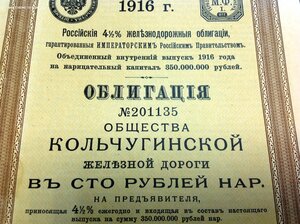 1916 г.
М.Ф.
Россійскія 4½% желѣзнодорожныя облигаціи,
гарантированныя ИМПЕРАТОРСКИМЪ Россійскимъ Правительствомъ.
Объединенный внутренній выпускъ 1916 года
на нарицательный капиталъ 350.000.000 рублей.
ОБЛИГАЦІЯ
№201135
ОБЩЕСТВА
КОЛЬЧУГИНСКОЙ
ЖЕЛѢЗНОЙ ДОРОГИ
ВЪ СТО РУБЛЕЙ НАР.
НА ПРЕДЪЯВИТЕЛЯ,
приносящая 4½% ежегодно и входящая въ составъ настоящаго
выпуска на сумму 350.000.000 рублей нар.